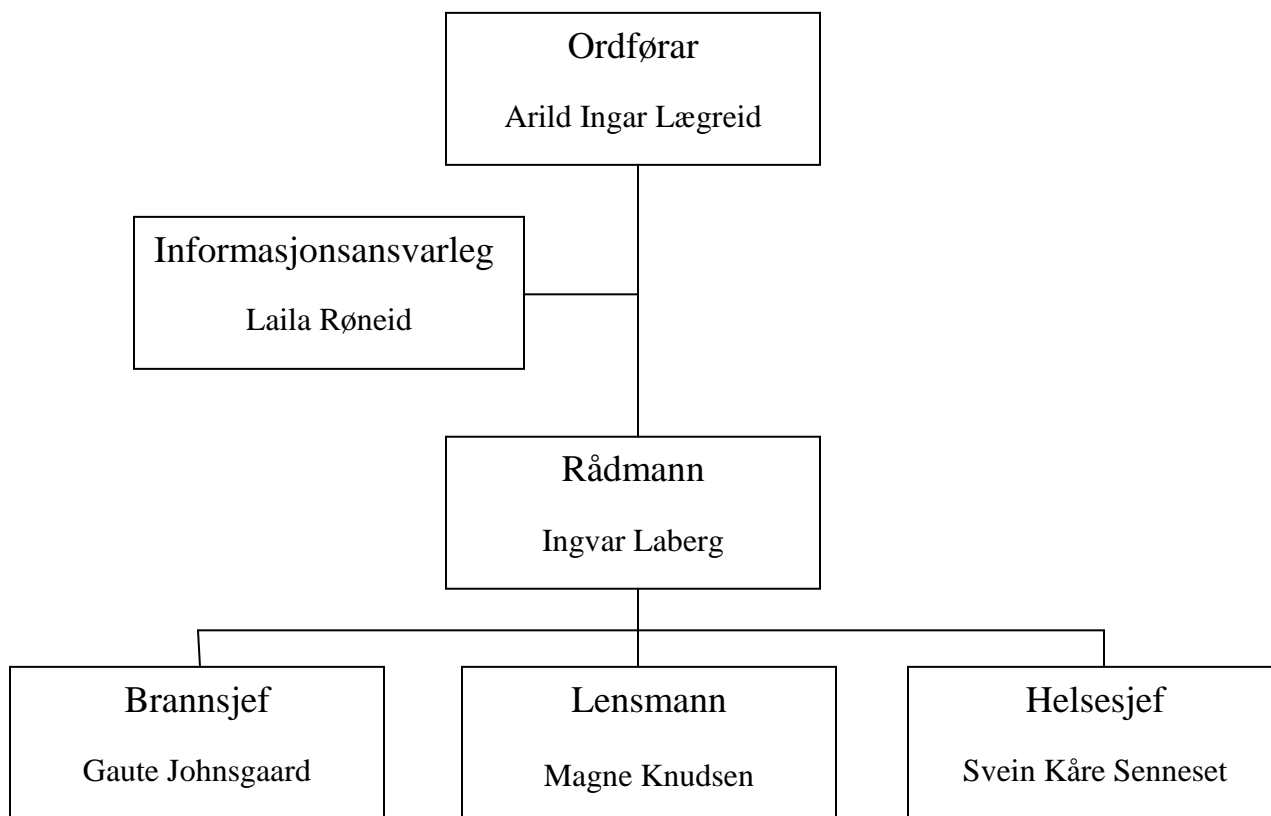 Ordførar
Arild Ingar Lægreid
Informasjonsansvarleg
Laila Røneid
Rådmann
Ingvar Laberg
Brannsjef
Gaute Johnsgaard
Lensmann
Magne Knudsen
Helsesjef
Svein Kåre Senneset